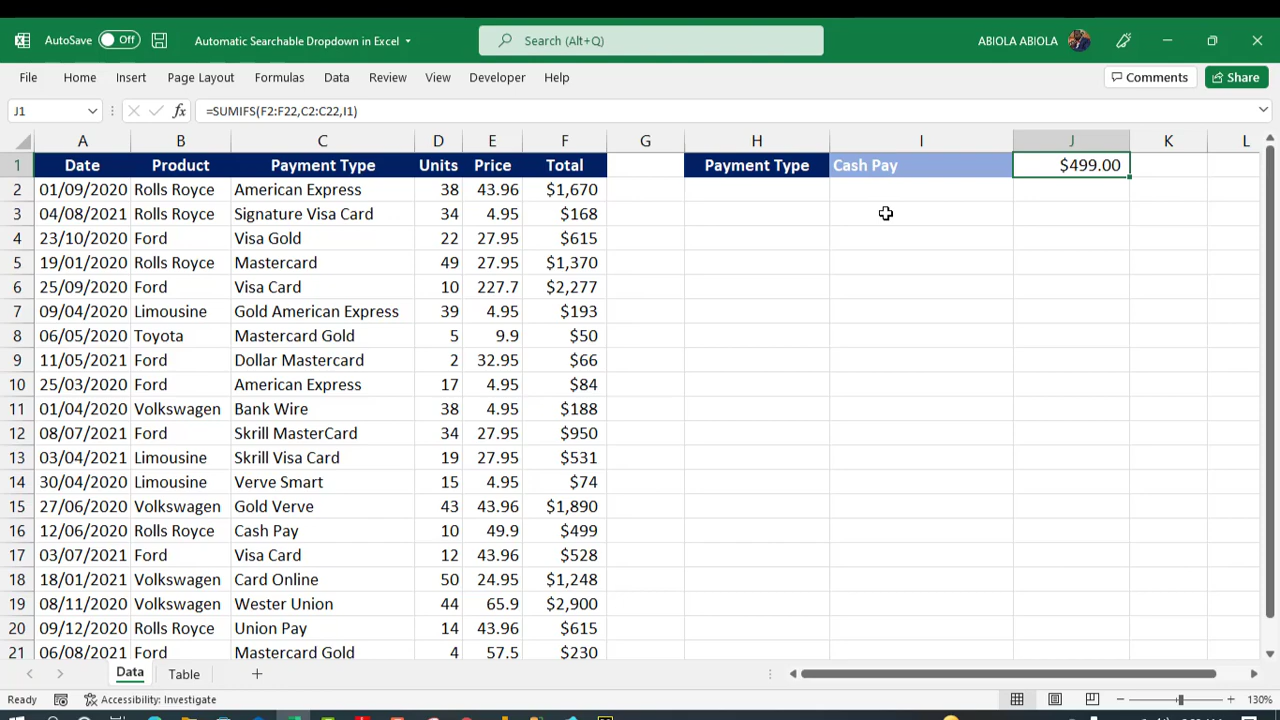 AutoSave Off Automatic Searchable Dropdown in Excel Search (Alt+Q) ABIOLA ABIOLA
File Home Insert Page Layout Formulas Data Review View Developer Help Comments Share
J1 fx =SUMIFS(F2:F22,C2:C22,I1)
A B C D E F G H I J K L
1 Date Product Payment Type Units Price Total Payment Type Cash Pay $499.00
2 01/09/2020 Rolls Royce American Express 38 43.96 $1,670
3 04/08/2021 Rolls Royce Signature Visa Card 34 4.95 $168
4 23/10/2020 Ford Visa Gold 22 27.95 $615
5 19/01/2020 Rolls Royce Mastercard 49 27.95 $1,370
6 25/09/2020 Ford Visa Card 10 227.7 $2,277
7 09/04/2020 Limousine Gold American Express 39 4.95 $193
8 06/05/2020 Toyota Mastercard Gold 5 9.9 $50
9 11/05/2021 Ford Dollar Mastercard 2 32.95 $66
10 25/03/2020 Ford American Express 17 4.95 $84
11 01/04/2020 Volkswagen Bank Wire 38 4.95 $188
12 08/07/2021 Ford Skrill MasterCard 34 27.95 $950
13 03/04/2021 Limousine Skrill Visa Card 19 27.95 $531
14 30/04/2020 Limousine Verve Smart 15 4.95 $74
15 27/06/2020 Volkswagen Gold Verve 43 43.96 $1,890
16 12/06/2020 Rolls Royce Cash Pay 10 49.9 $499
17 03/07/2021 Ford Visa Card 12 43.96 $528
18 18/01/2021 Volkswagen Card Online 50 24.95 $1,248
19 08/11/2020 Volkswagen Wester Union 44 65.9 $2,900
20 09/12/2020 Rolls Royce Union Pay 14 43.96 $615
21 06/08/2021 Ford Mastercard Gold 4 57.5 $230
Data Table
Ready Accessibility: Investigate 130%